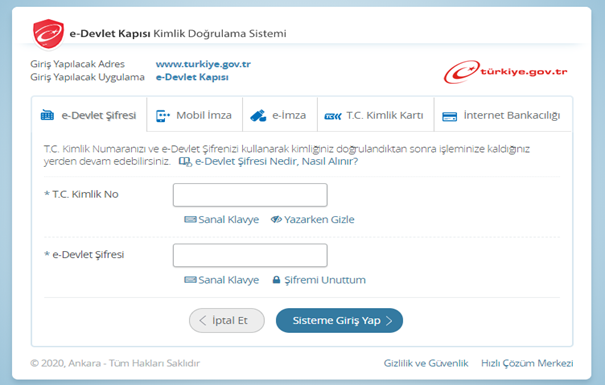 e-Devlet Kapısı Kimlik Doğrulama Sistemi
Giriş Yapılacak Adres www.turkiye.gov.tr
Giriş Yapılacak Uygulama e-Devlet Kapısı
türkiye.gov.tr
e-Devlet Şifresi Mobil İmza e-İmza T.C. Kimlik Kartı İnternet Bankacılığı
T.C. Kimlik Numaranızı ve e-Devlet Şifrenizi kullanarak kimliğiniz doğrulandıktan sonra işleminize kaldığınız
yerden devam edebilirsiniz. e-Devlet Şifresi Nedir, Nasıl Alınır?
* T.C. Kimlik No
Sanal Klavye Yazarken Gizle
* e-Devlet Şifresi
Sanal Klavye Şifremi Unuttum
İptal Et Sisteme Giriş Yap
© 2020, Ankara - Tüm Hakları Saklıdır Gizlilik ve Güvenlik Hızlı Çözüm Merkezi